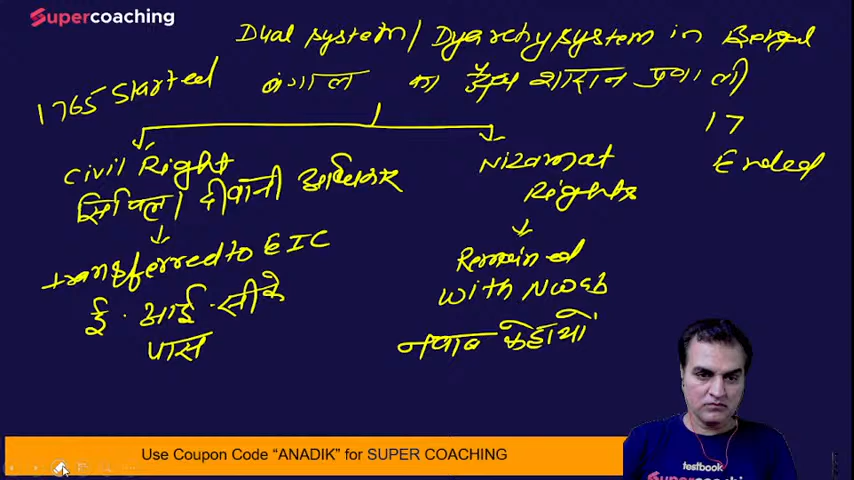 Supercoaching
Dual system / Dyarchy system in Bengal
1765 Started
बंगाल का द्वैध शासन प्रणाली
17
Ended
Civil Right
सिविल / दीवानी अधिकार
Nizamat
Rights
transferred to EIC
ई. आई. सी के
पास
Remained
with Nwab
नवाब के हाथों
Use Coupon Code “ANADIK” for SUPER COACHING
testbook
Supercoaching